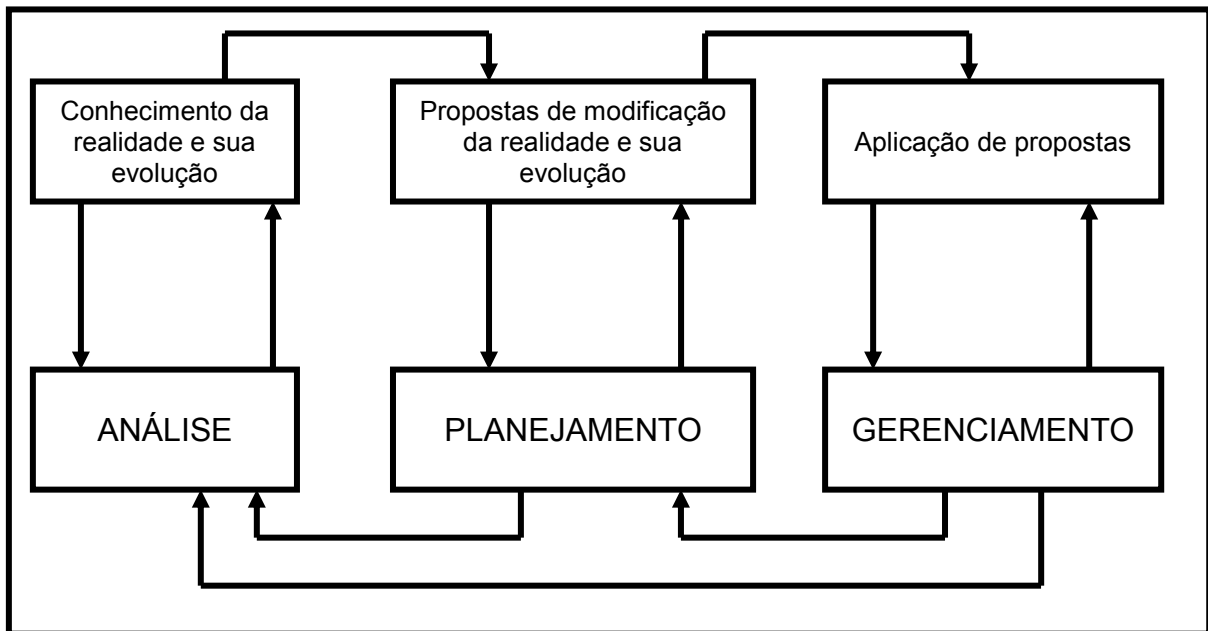 Conhecimento da
realidade e sua
evolução
Propostas de modificação
da realidade e sua
evolução
Aplicação de propostas
ANÁLISE
PLANEJAMENTO
GERENCIAMENTO